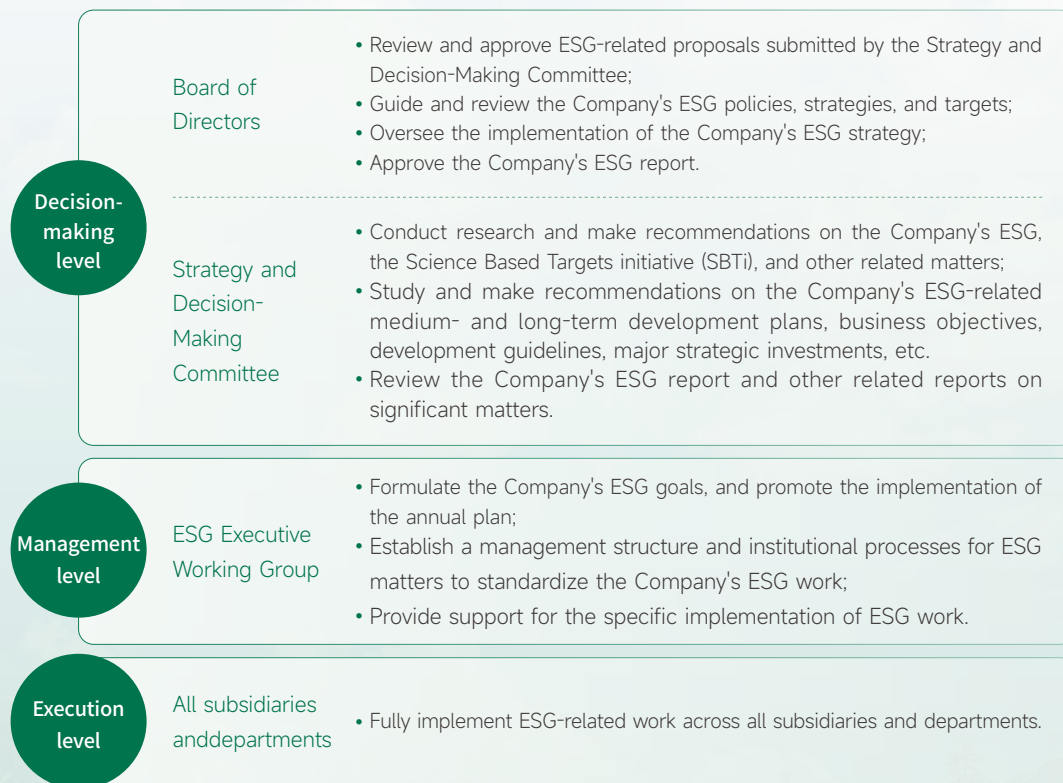 Decision-
making
level
Board of
Directors
• Review and approve ESG-related proposals submitted by the Strategy and
Decision-Making Committee;
• Guide and review the Company's ESG policies, strategies, and targets;
• Oversee the implementation of the Company's ESG strategy;
• Approve the Company's ESG report.
Strategy and
Decision-
Making
Committee
• Conduct research and make recommendations on the Company's ESG,
the Science Based Targets initiative (SBTi), and other related matters;
• Study and make recommendations on the Company's ESG-related
medium- and long-term development plans, business objectives,
development guidelines, major strategic investments, etc.
• Review the Company's ESG report and other related reports on
significant matters.
Management
level
ESG Executive
Working Group
• Formulate the Company's ESG goals, and promote the implementation of
the annual plan;
• Establish a management structure and institutional processes for ESG
matters to standardize the Company's ESG work;
• Provide support for the specific implementation of ESG work.
Execution
level
All subsidiaries
anddepartments
• Fully implement ESG-related work across all subsidiaries and departments.